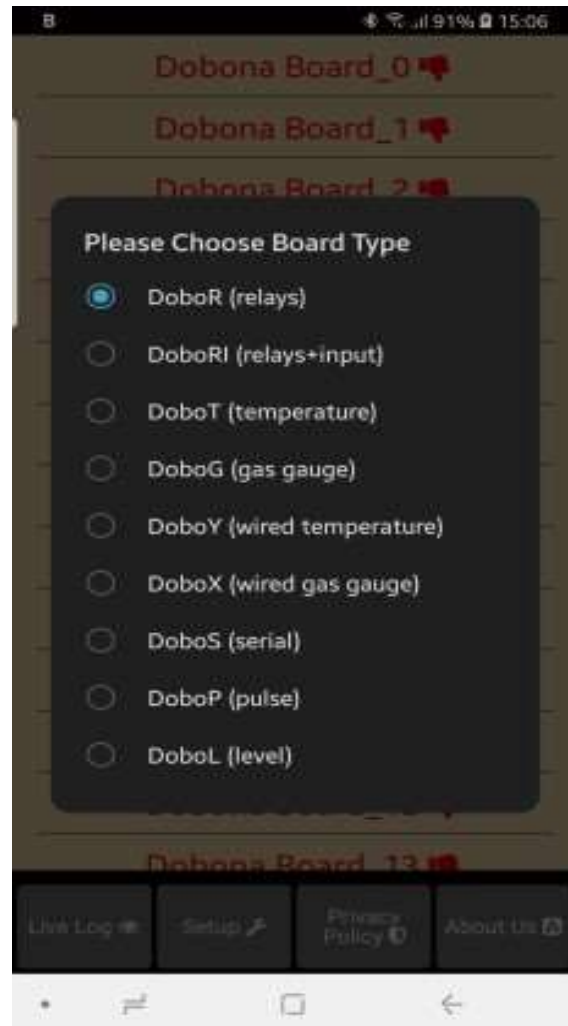 B 91% 15:06
Dobona Board_0
Dobona Board_1
Dobona Board_2
Please Choose Board Type
DoboR (relays)
DoboRI (relays+input)
DoboT (temperature)
DoboG (gas gauge)
DoboY (wired temperature)
DoboX (wired gas gauge)
DoboS (serial)
DoboP (pulse)
DoboL (level)
Dobona Board_13
Live Log
Setup
Privacy
Policy
About Us